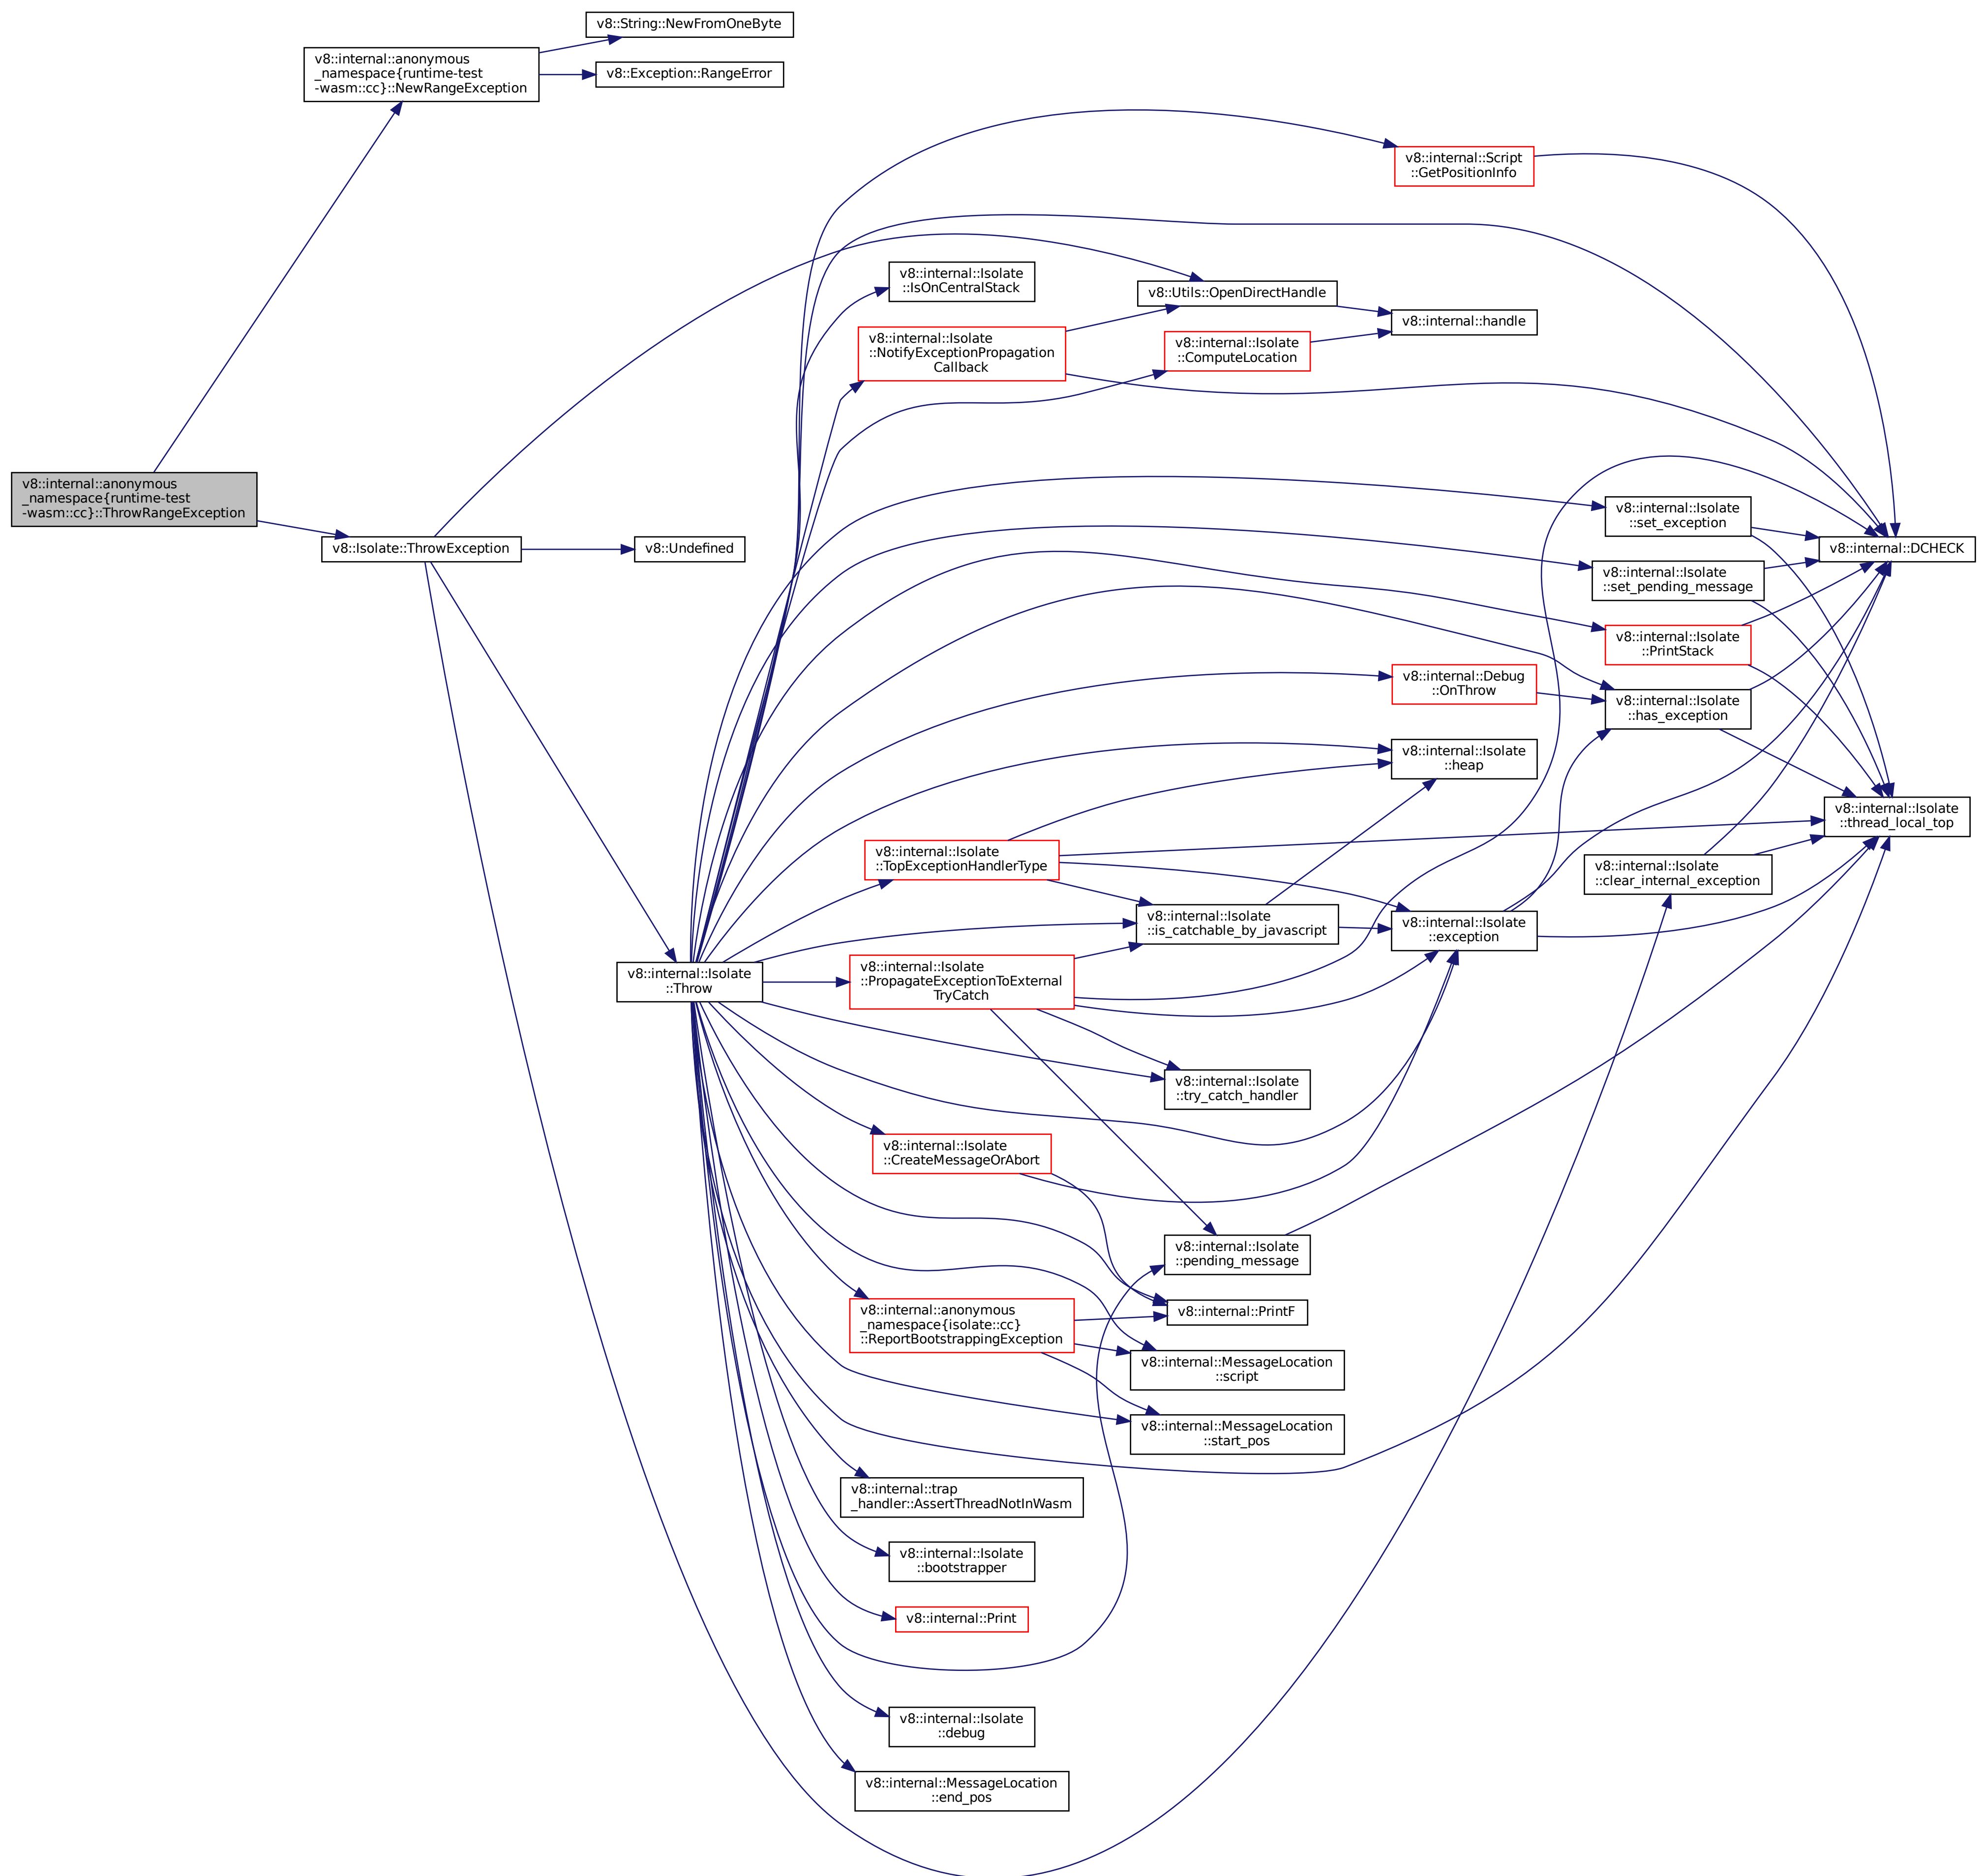 v8::String::NewFromOneByte
v8::internal::anonymous
_namespace{runtime-test
-wasm::cc}::NewRangeException
v8::Exception::RangeError
v8::internal::Script
::GetPositionInfo
v8::internal::Isolate
::IsOnCentralStack
v8::Utils::OpenDirectHandle
v8::internal::handle
v8::internal::Isolate
::NotifyExceptionPropagation
Callback
v8::internal::Isolate
::ComputeLocation
v8::internal::anonymous
_namespace{runtime-test
-wasm::cc}::ThrowRangeException
v8::Isolate::ThrowException
v8::Undefined
v8::internal::Isolate
::set_exception
v8::internal::DCHECK
v8::internal::Isolate
::set_pending_message
v8::internal::Isolate
::PrintStack
v8::internal::Debug
::OnThrow
v8::internal::Isolate
::has_exception
v8::internal::Isolate
::heap
v8::internal::Isolate
::thread_local_top
v8::internal::Isolate
::TopExceptionHandlerType
v8::internal::Isolate
::clear_internal_exception
v8::internal::Isolate
::is_catchable_by_javascript
v8::internal::Isolate
::exception
v8::internal::Isolate
::Throw
v8::internal::Isolate
::PropagateExceptionToExternal
TryCatch
v8::internal::Isolate
::try_catch_handler
v8::internal::Isolate
::CreateMessageOrAbort
v8::internal::Isolate
::pending_message
v8::internal::anonymous
_namespace{isolate::cc}
::ReportBootstrappingException
v8::internal::PrintF
v8::internal::MessageLocation
::script
v8::internal::MessageLocation
::start_pos
v8::internal::trap
_handler::AssertThreadNotInWasm
v8::internal::Isolate
::bootstrapper
v8::internal::Print
v8::internal::Isolate
::debug
v8::internal::MessageLocation
::end_pos